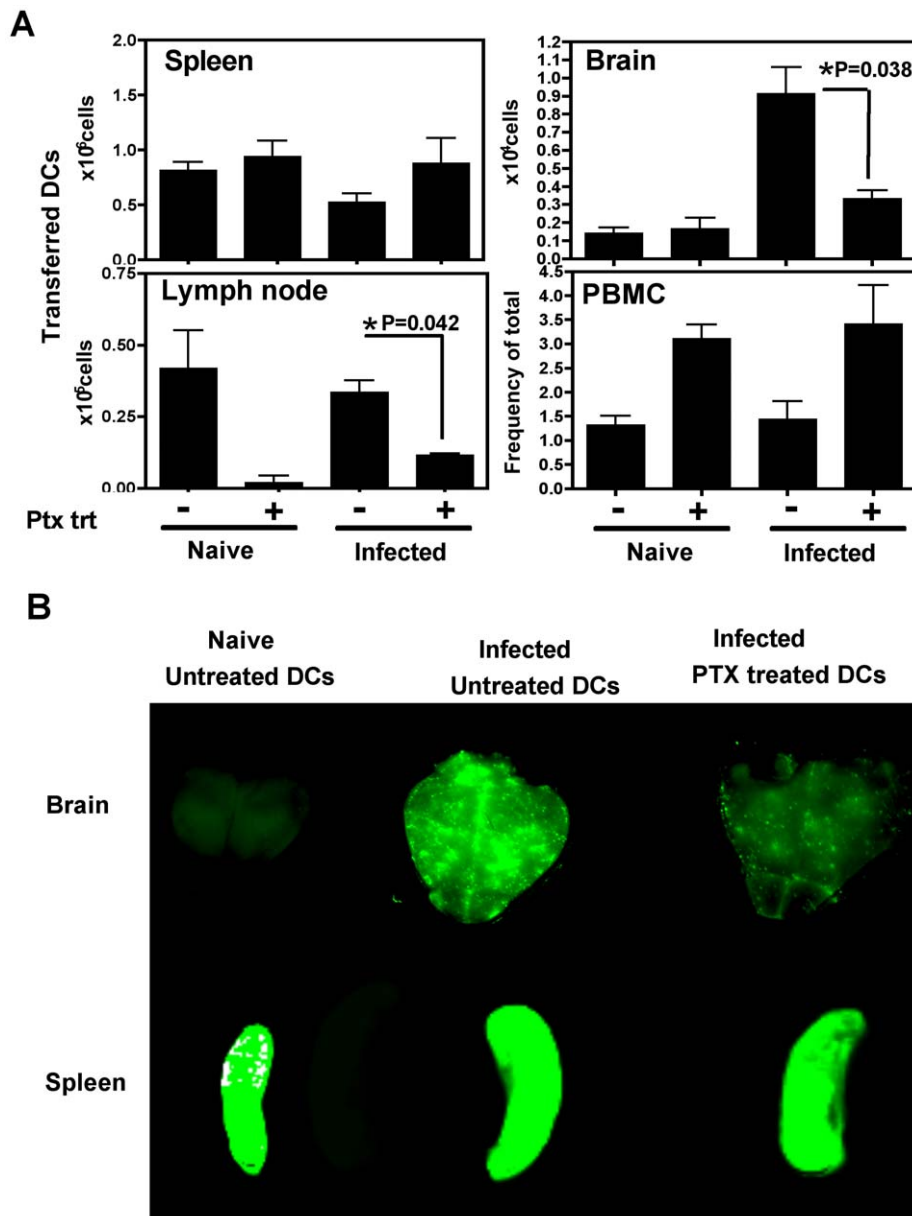 A
Transferred DCs
Spleen
x10⁶cells
2.0
1.5
1.0
0.5
0.0
Brain
x10⁴cells
1.2
1.1
1.0
0.9
0.8
0.7
0.6
0.5
0.4
0.3
0.2
0.1
0.0
*P=0.038
Lymph node
x10⁶cells
0.75
0.50
0.25
0.00
* P=0.042
PBMC
Frequency of total
4.5
4.0
3.5
3.0
2.5
2.0
1.5
1.0
0.5
0.0
Ptx trt - + - + - + - +
Naive Infected Naive Infected
B
Naive
Untreated DCs
Infected
Untreated DCs
Infected
PTX treated DCs
Brain
Spleen